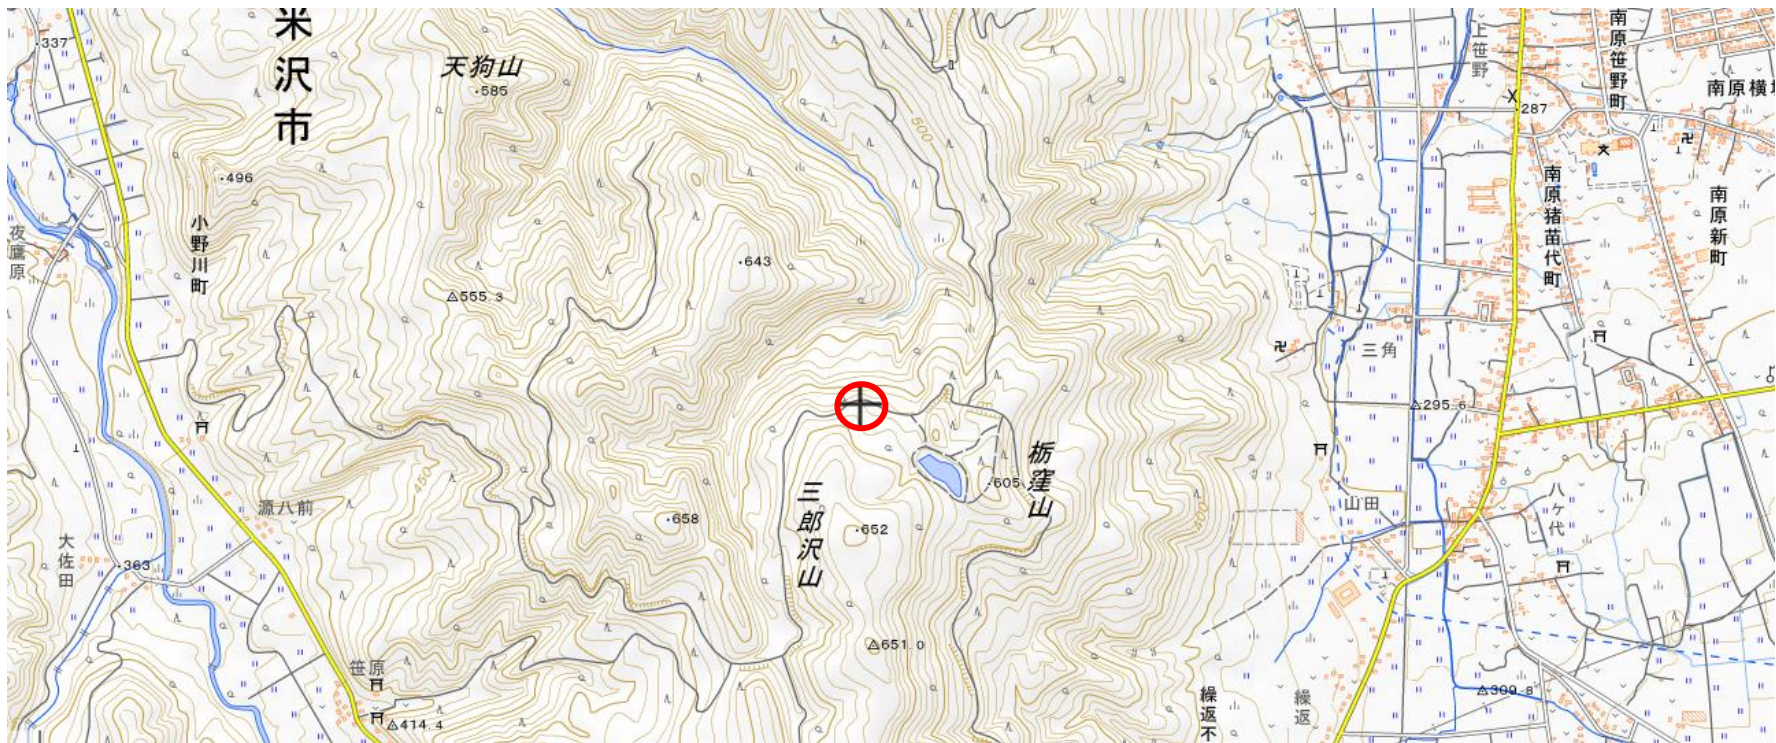 米沢市
337
天狗山
585
496
小野川町
夜鷹原
643
555.3
500
上笹野
南原笹野町
南原横
287
南原猪苗代町
南原新町
三角
295.6
450
源八前
大佐田
363
658
三郎沢山
652
栃窪山
605
400
山田
八ケ代
651.0
笹原
414.4
繰返不
繰返
309.8